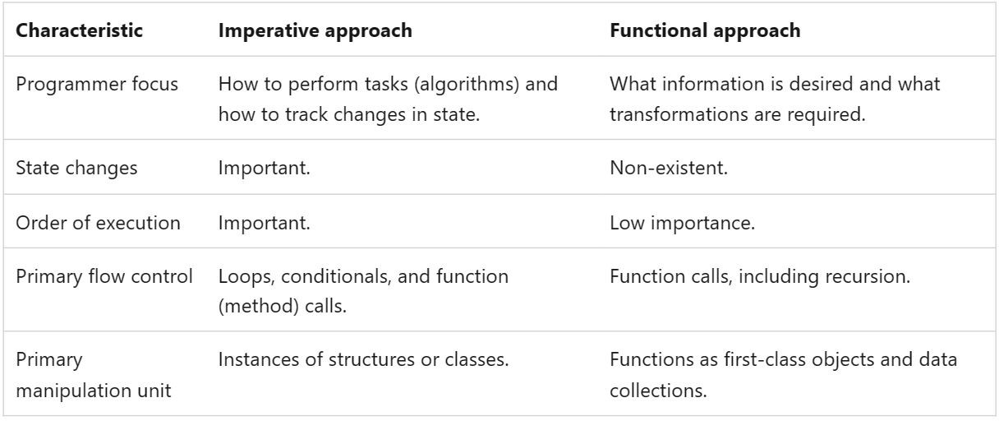 Characteristic Imperative approach Functional approach
Programmer focus How to perform tasks (algorithms) and What information is desired and what
how to track changes in state. transformations are required.
State changes Important. Non-existent.
Order of execution Important. Low importance.
Primary flow control Loops, conditionals, and function Function calls, including recursion.
(method) calls.
Primary Instances of structures or classes. Functions as first-class objects and data
manipulation unit collections.